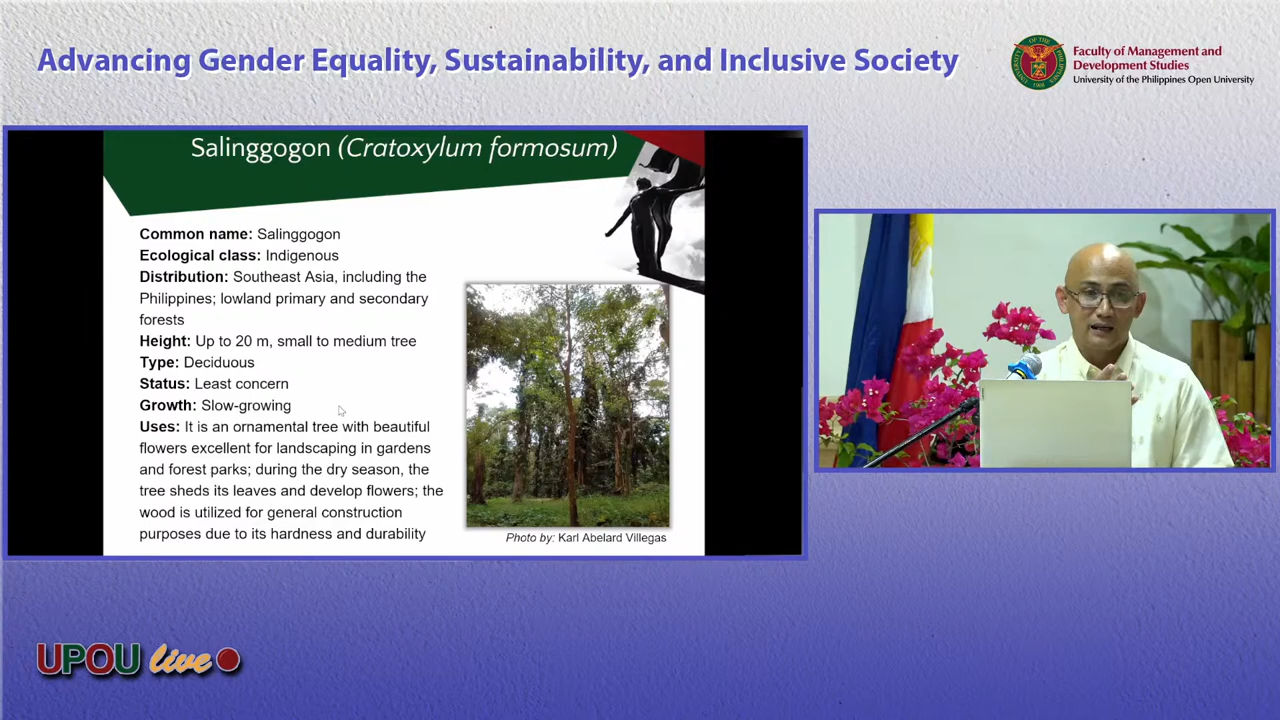 Advancing Gender Equality, Sustainability, and Inclusive Society
Faculty of Management and
Development Studies
University of the Philippines Open University
Salinggogon (Cratoxylum formosum)
Common name: Salinggogon
Ecological class: Indigenous
Distribution: Southeast Asia, including the
Philippines; lowland primary and secondary
forests
Height: Up to 20 m, small to medium tree
Type: Deciduous
Status: Least concern
Growth: Slow-growing
Uses: It is an ornamental tree with beautiful
flowers excellent for landscaping in gardens
and forest parks; during the dry season, the
tree sheds its leaves and develop flowers; the
wood is utilized for general construction
purposes due to its hardness and durability
Photo by: Karl Abelard Villegas
UPOU live